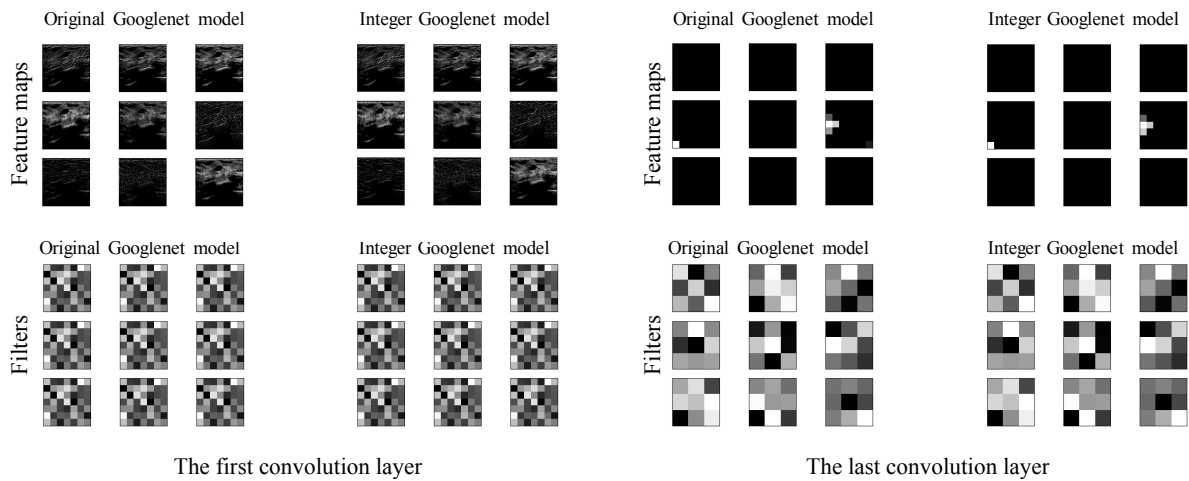 Original Googlenet model
Integer Googlenet model
Feature maps
Original Googlenet model
Integer Googlenet model
Filters
The first convolution layer
Original Googlenet model
Integer Googlenet model
Feature maps
Original Googlenet model
Integer Googlenet model
Filters
The last convolution layer